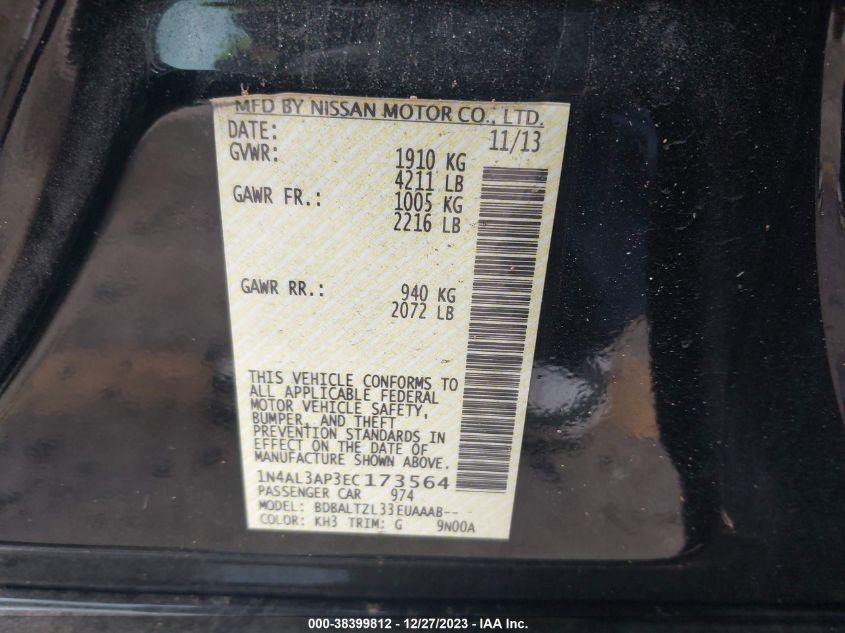 MFD BY NISSAN MOTOR CO., LTD.
DATE: 11/13
GVWR: 1910 KG
4211 LB
GAWR FR.: 1005 KG
2216 LB
GAWR RR.: 940 KG
2072 LB
THIS VEHICLE CONFORMS TO
ALL APPLICABLE FEDERAL
MOTOR VEHICLE SAFETY,
BUMPER, AND THEFT
PREVENTION STANDARDS IN
EFFECT ON THE DATE OF
MANUFACTURE SHOWN ABOVE.
1N4AL3AP3EC173564
PASSENGER CAR 974
MODEL: BDBALTZL33EUAAAB--
COLOR: KH3 TRIM: G 9N00A
000-38399812 - 12/27/2023 - IAA Inc.